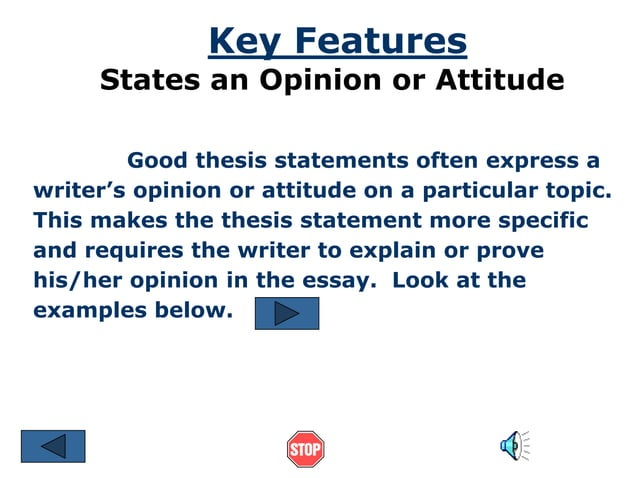 Key Features
States an Opinion or Attitude
Good thesis statements often express a
writer’s opinion or attitude on a particular topic.
This makes the thesis statement more specific
and requires the writer to explain or prove
his/her opinion in the essay.  Look at the
examples below.
STOP